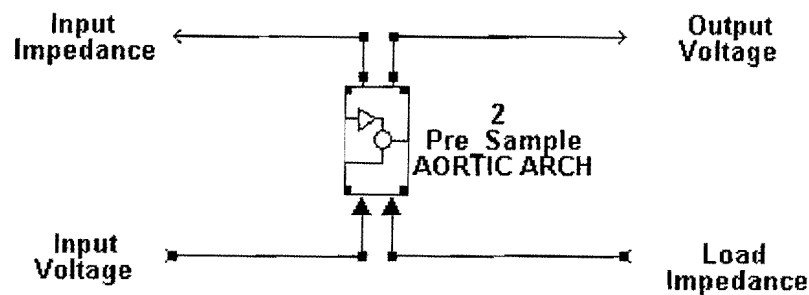 Input
Impedance
Output
Voltage
2
Pre_Sample
AORTIC ARCH
Input
Voltage
Load
Impedance